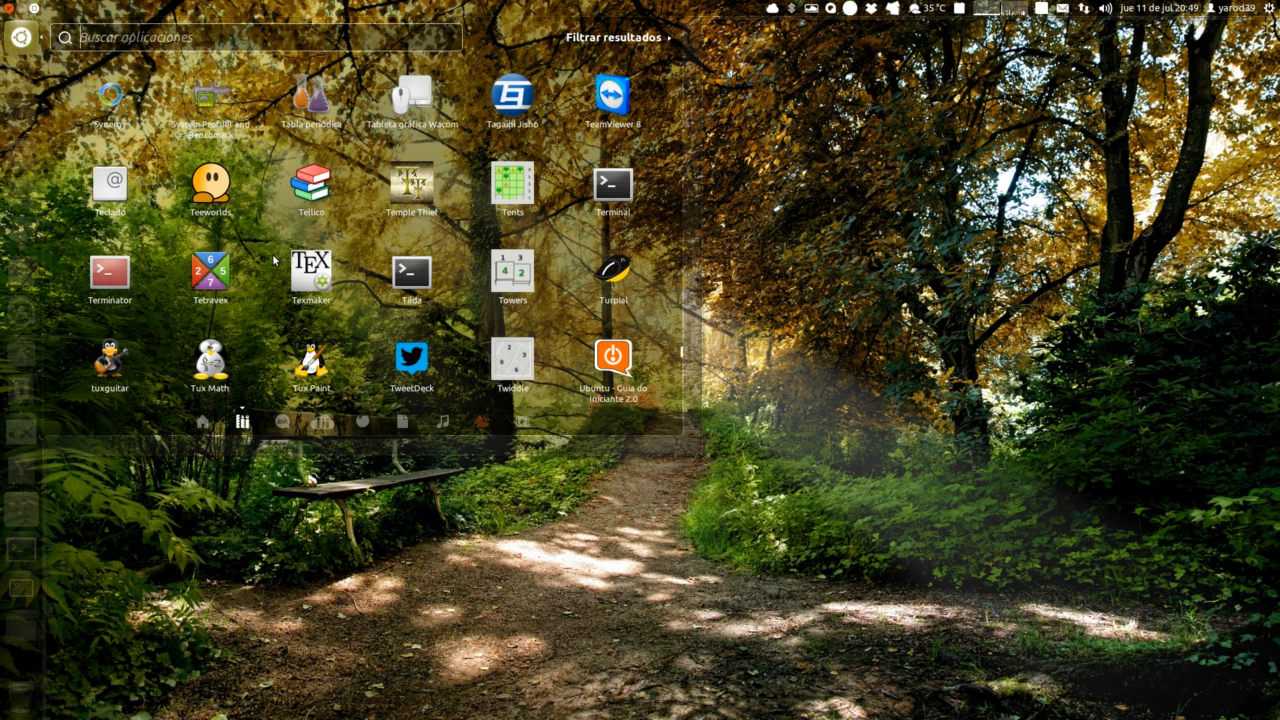 35°C
jue 11 de jul 20:49
yarod39
Buscar aplicaciones
Filtrar resultados
Synergy
System Profiler and Benchmark
Tabla periódica
Tableta gráfica Wacom
Tagaini Jisho
TeamViewer 8
Teclado
Teeworlds
Tellico
Temple Thief
Tents
Terminal
Terminator
Tetravex
Texmaker
Tilda
Towers
Turpial
tuxguitar
Tux Math
Tux Paint
TweetDeck
Twiddle
Ubuntu - Guia do
Iniciante 2.0